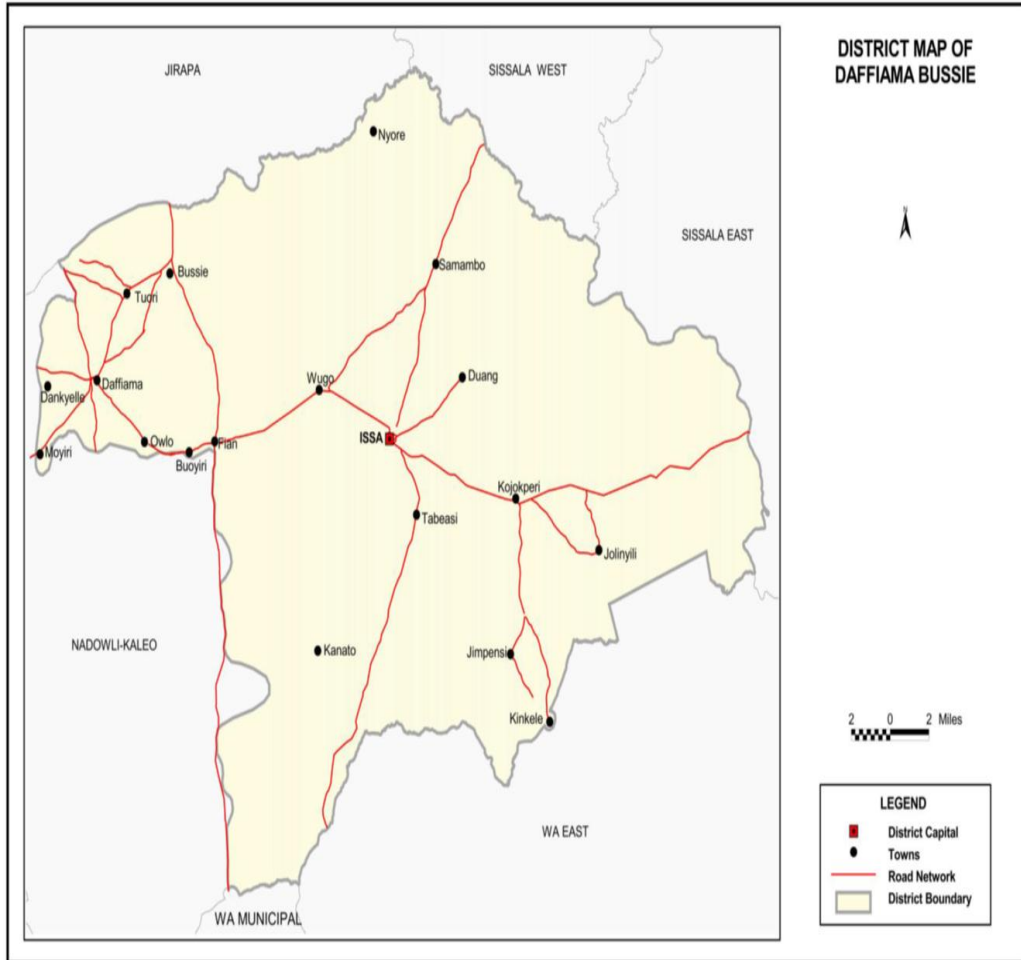 DISTRICT MAP OF
DAFFIAMA BUSSIE
JIRAPA
SISSALA WEST
Nyore
N
SISSALA EAST
Samambo
Bussie
Tuori
Wugo
Duang
Daffiama
Dankyelle
ISSA
Owlo
Fian
Moyiri
Buoyiri
Kojokperi
Tabeasi
Jolinyili
NADOWLI-KALEO
Kanato
Jimpensi
Kinkele
2 0 2 Miles
LEGEND
District Capital
Towns
Road Network
District Boundary
WA EAST
WA MUNICIPAL